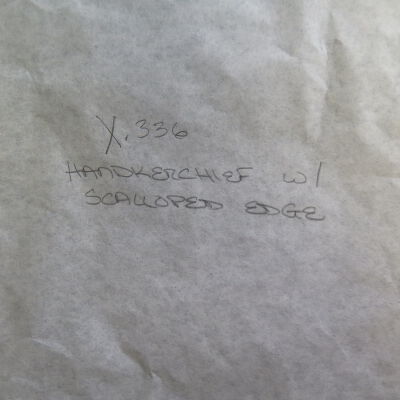 X.336
HANDKERCHIEF W/
SCALLOPED EDGE